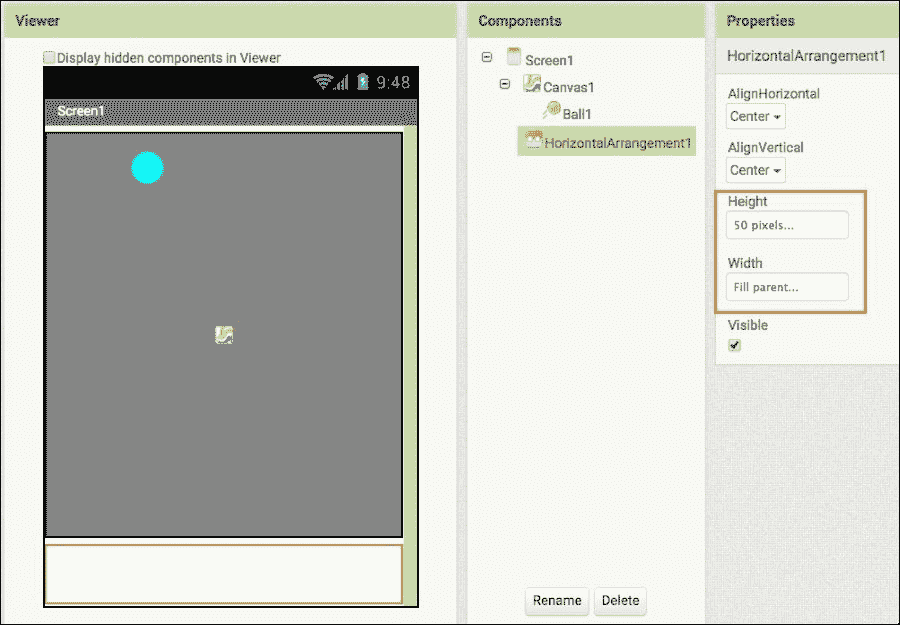 Viewer
Display hidden components in Viewer
9:48
Screen1
Components
Screen1
Canvas1
Ball1
HorizontalArrangement1
Rename Delete
Properties
HorizontalArrangement1
AlignHorizontal
Center
AlignVertical
Center
Height
50 pixels...
Width
Fill parent...
Visible